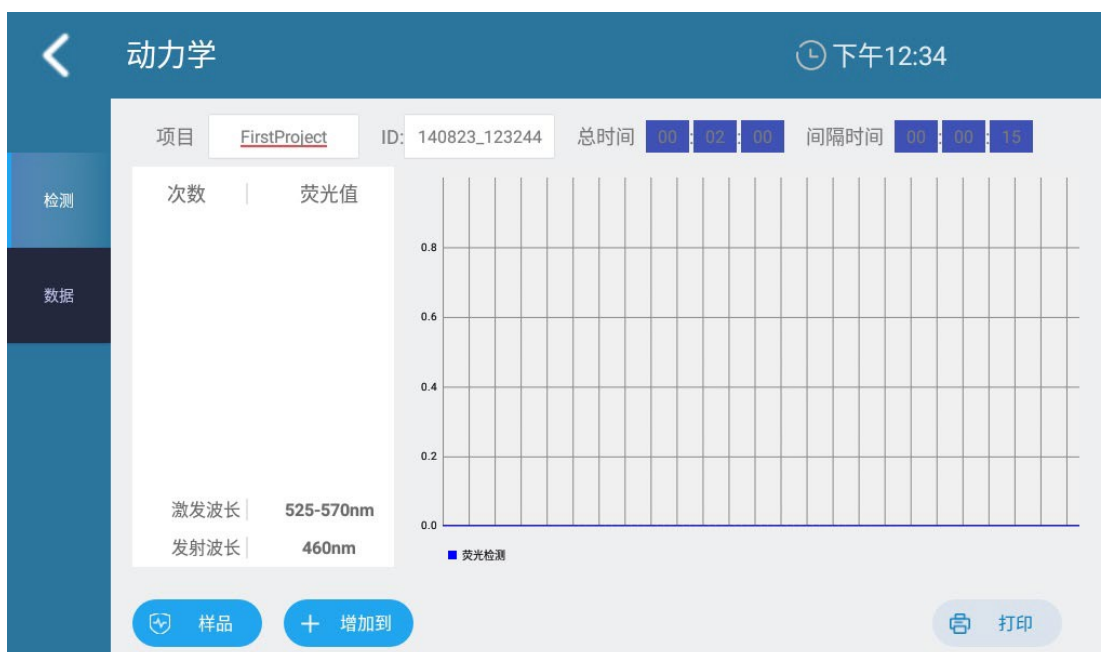 动力学
下午12:34
项目 FirstProject ID: 140823_123244 总时间 00 : 02 : 00 间隔时间 00 : 00 : 15
检测
数据
次数 荧光值
0.8
0.6
0.4
0.2
0.0
激发波长 525-570nm
发射波长 460nm
荧光检测
样品
增加到
打印